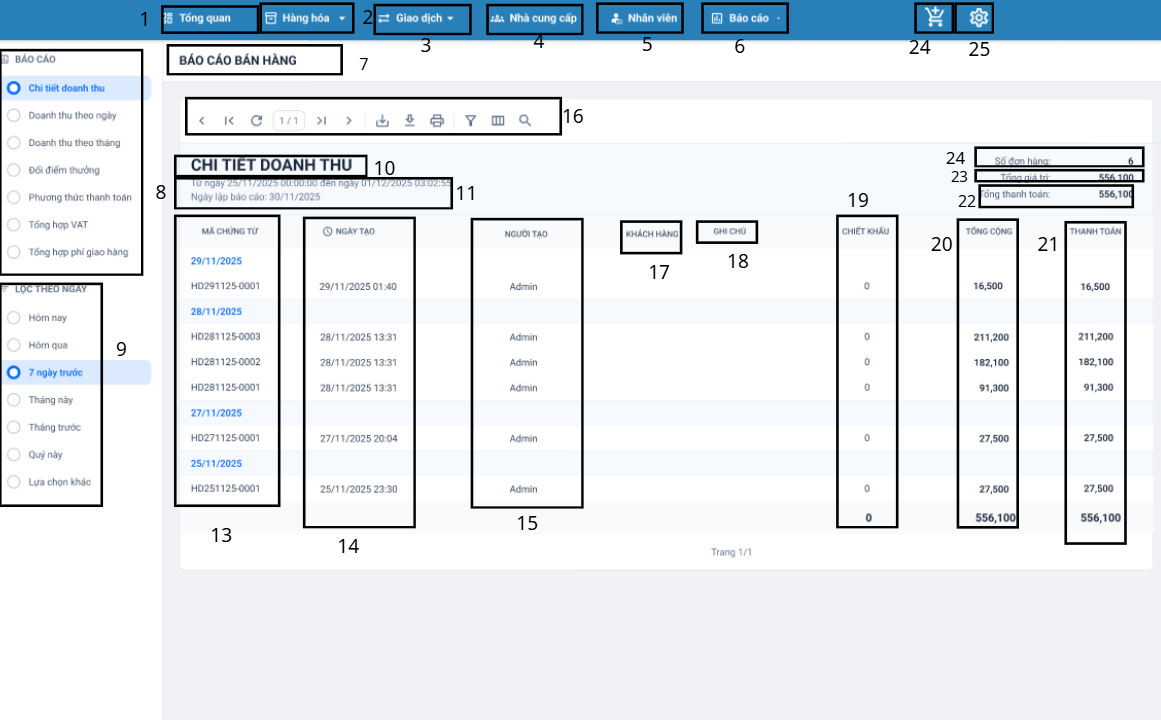 1 Tổng quan Hàng hóa 2 Giao dịch Nhà cung cấp Nhân viên Báo cáo
3 4 5 6 24 25
BÁO CÁO
Chi tiết doanh thu
Doanh thu theo ngày
Doanh thu theo tháng
Đổi điểm thưởng
Phương thức thanh toán
Tổng hợp VAT
Tổng hợp phí giao hàng
8
LỌC THEO NGÀY
Hôm nay
Hôm qua
7 ngày trước
Tháng này
Tháng trước
Quý này
Lựa chọn khác
9
BÁO CÁO BÁN HÀNG 7
1 / 1 16
CHI TIẾT DOANH THU 10
Từ ngày 25/11/2025 00:00:00 đến ngày 01/12/2025 03:02:55
Ngày lập báo cáo: 30/11/2025 11
24 Số đơn hàng: 6
23 Tổng giá trị: 556,100
22 Tổng thanh toán: 556,100
MÃ CHỨNG TỪ NGÀY TẠO NGƯỜI TẠO KHÁCH HÀNG GHI CHÚ CHIẾT KHẤU TỔNG CỘNG THANH TOÁN
17 18 19 20 21
29/11/2025
HD291125-0001 29/11/2025 01:40 Admin 0 16,500 16,500
28/11/2025
HD281125-0003 28/11/2025 13:31 Admin 0 211,200 211,200
HD281125-0002 28/11/2025 13:31 Admin 0 182,100 182,100
HD281125-0001 28/11/2025 13:31 Admin 0 91,300 91,300
27/11/2025
HD271125-0001 27/11/2025 20:04 Admin 0 27,500 27,500
25/11/2025
HD251125-0001 25/11/2025 23:30 Admin 0 27,500 27,500
0 556,100 556,100
13 14 15
Trang 1/1